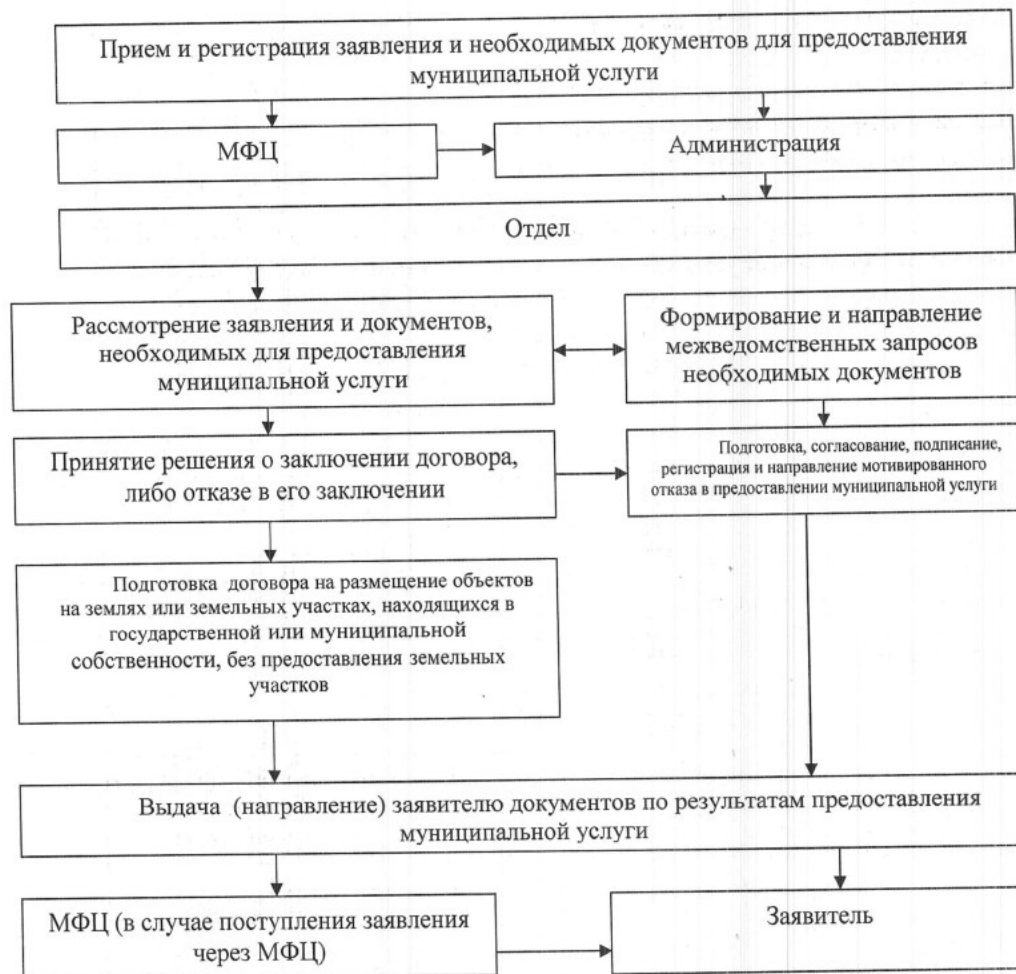 Прием и регистрация заявления и необходимых документов для предоставления
муниципальной услуги
МФЦ
Администрация
Отдел
Рассмотрение заявления и документов,
необходимых для предоставления
муниципальной услуги
Формирование и направление
межведомственных запросов
необходимых документов
Принятие решения о заключении договора,
либо отказе в его заключении
Подготовка, согласование, подписание,
регистрация и направление мотивированного
отказа в предоставлении муниципальной услуги
Подготовка договора на размещение объектов
на землях или земельных участках, находящихся в
государственной или муниципальной
собственности, без предоставления земельных
участков
Выдача (направление) заявителю документов по результатам предоставления
муниципальной услуги
МФЦ (в случае поступления заявления
через МФЦ)
Заявитель